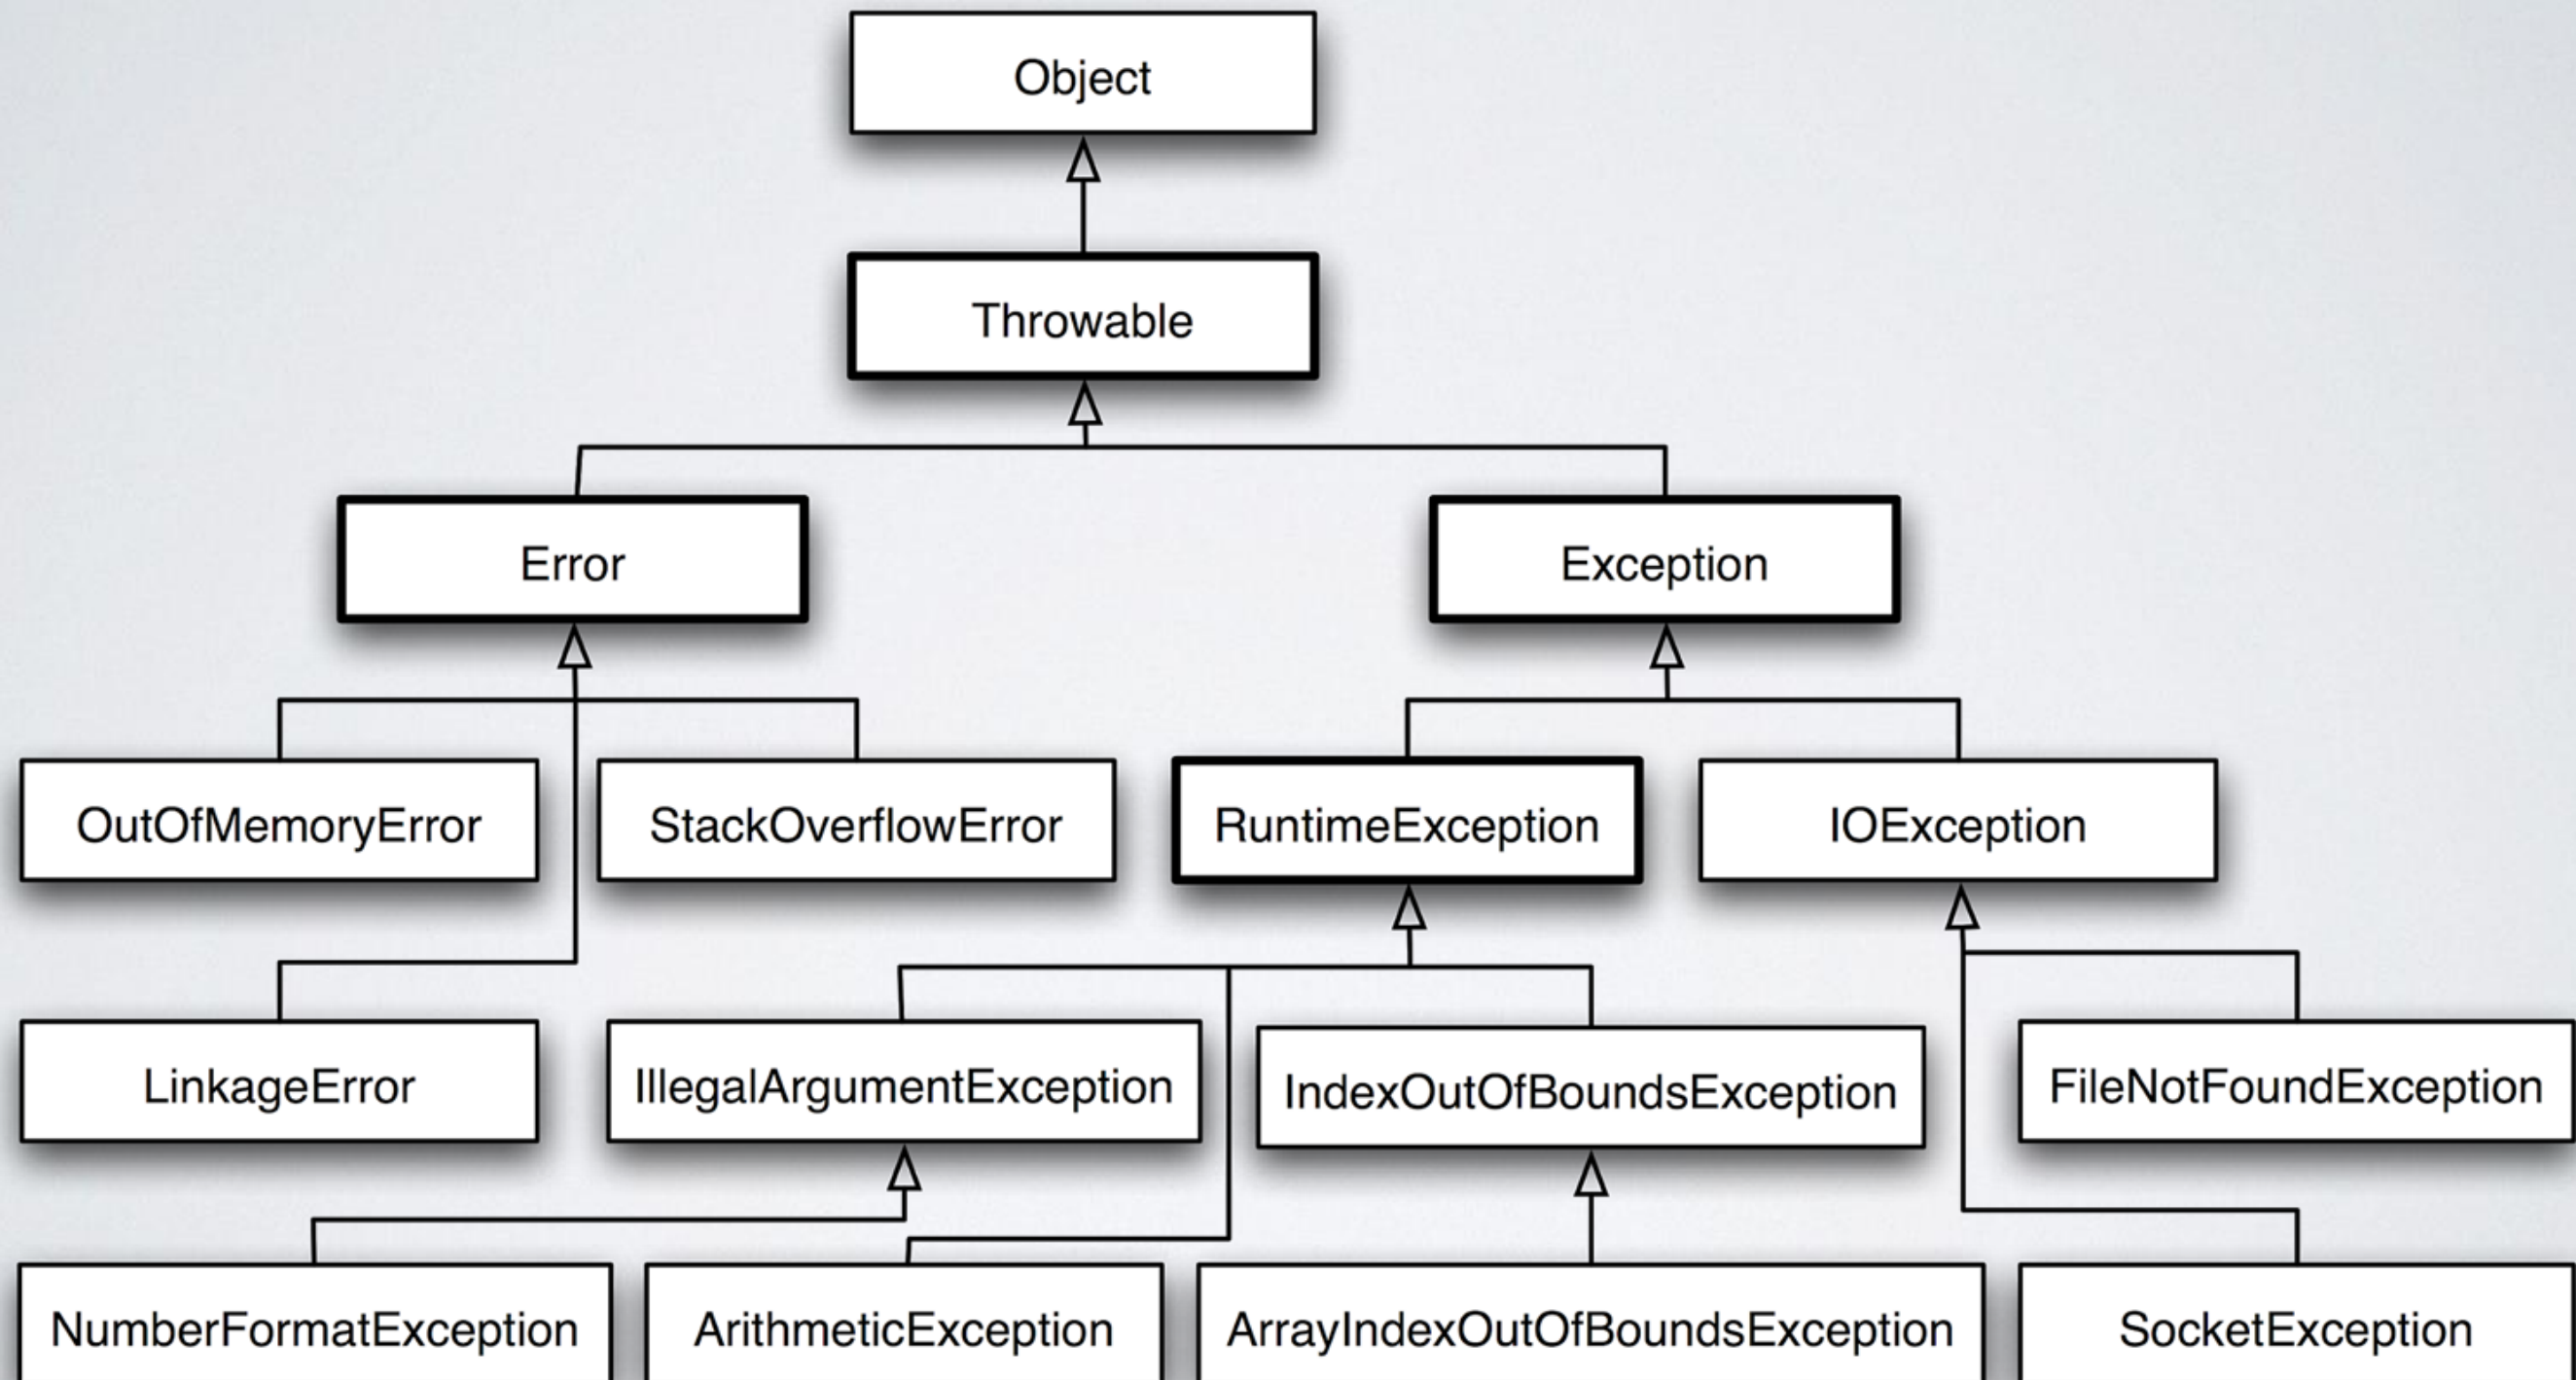 Object
Throwable
Error
Exception
OutOfMemoryError
StackOverflowError
RuntimeException
IOException
LinkageError
IllegalArgumentException
IndexOutOfBoundsException
FileNotFoundException
NumberFormatException
ArithmeticException
ArrayIndexOutOfBoundsException
SocketException